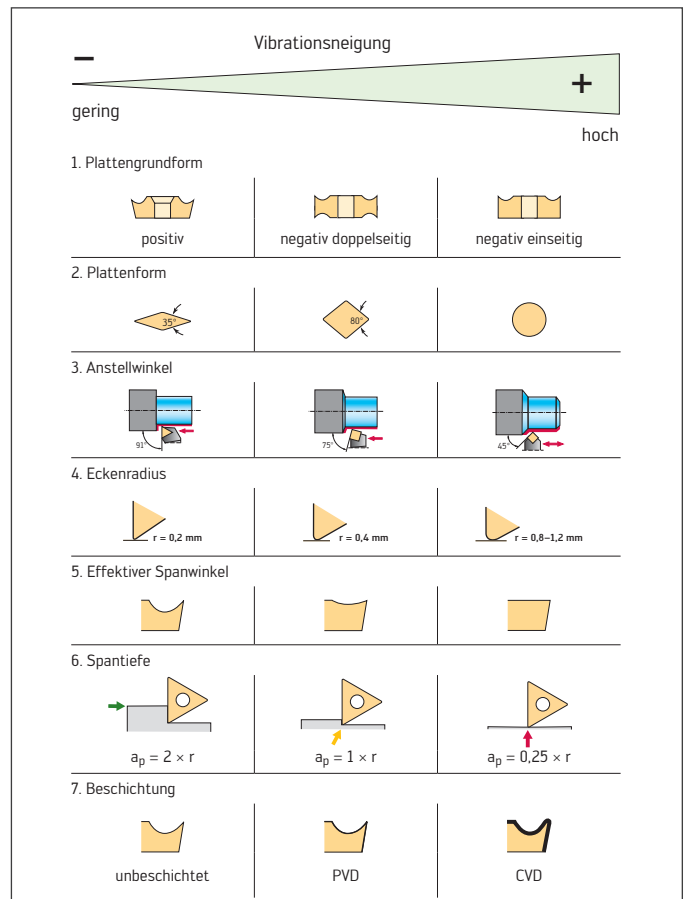 Vibrationsneigung
− +
gering
hoch
1. Plattengrundform
positiv negativ doppelseitig negativ einseitig
2. Plattenform
35° 80°
3. Anstellwinkel
91° 75° 45°
4. Eckenradius
r = 0,2 mm r = 0,4 mm r = 0,8–1,2 mm
5. Effektiver Spanwinkel
6. Spantiefe
aₚ = 2 × r aₚ = 1 × r aₚ = 0,25 × r
7. Beschichtung
unbeschichtet PVD CVD